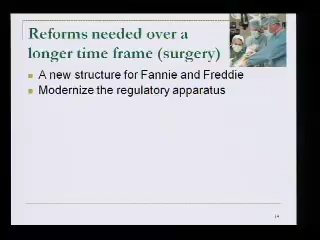 Reforms needed over a
longer time frame (surgery)
A new structure for Fannie and Freddie
Modernize the regulatory apparatus